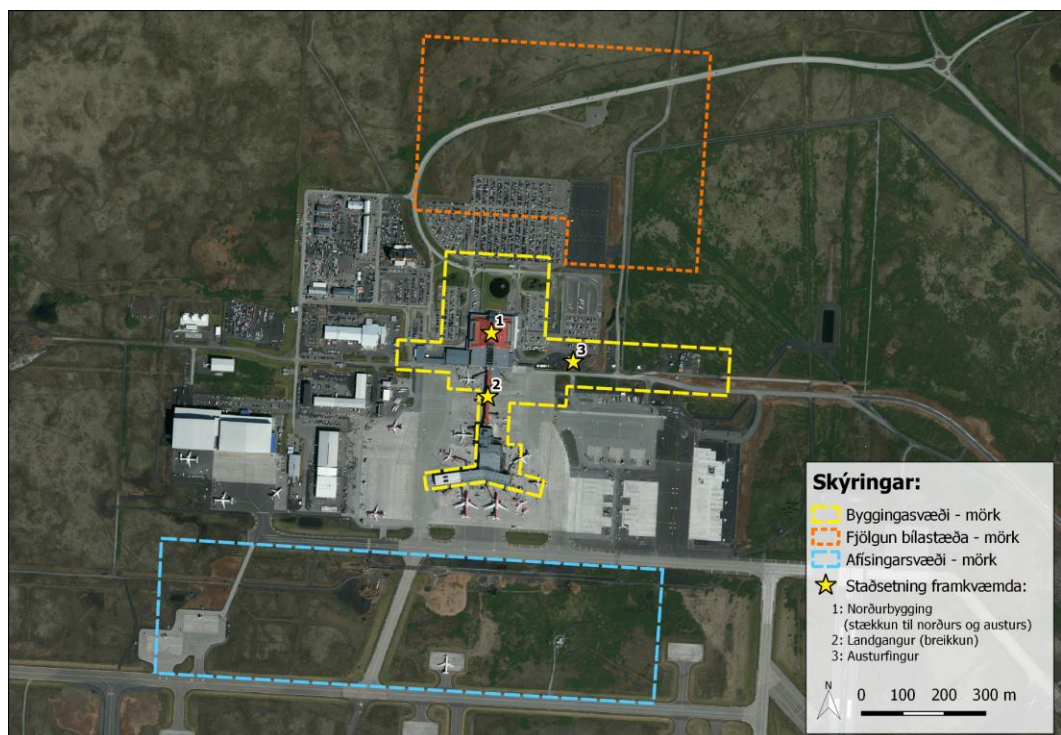 1
3
2
Skýringar:
Byggingasvæði - mörk
Fjölgun bílastæða - mörk
Afísingarsvæði - mörk
Staðsetning framkvæmda:
1: Norðurbygging
(stækkun til norðurs og austurs)
2: Landgangur (breikkun)
3: Austurfingur
N
0 100 200 300 m